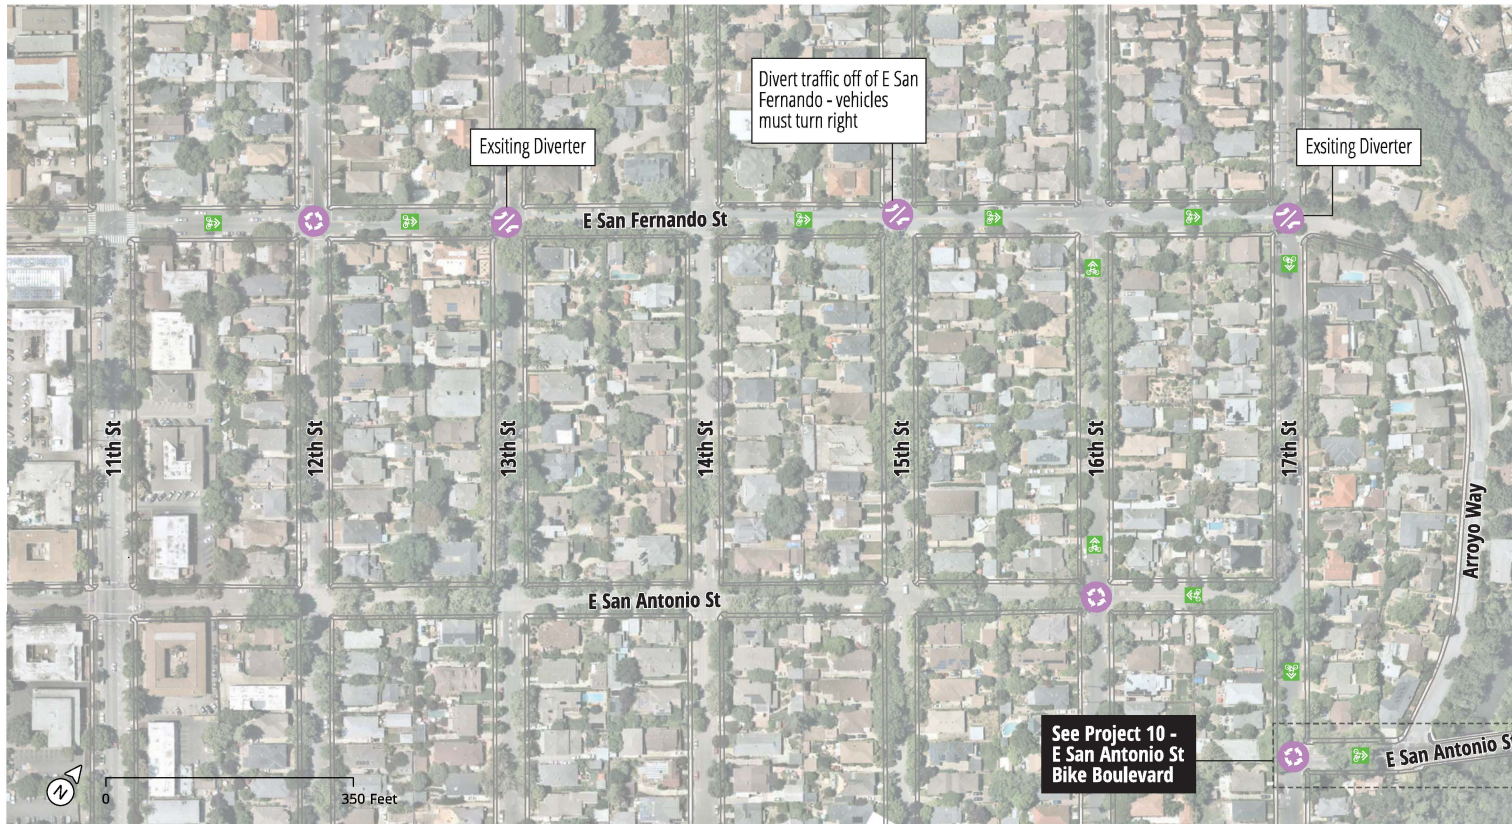 Divert traffic off of E San
Fernando - vehicles
must turn right
Exsiting Diverter
Exsiting Diverter
E San Fernando St
11th St
12th St
13th St
14th St
15th St
16th St
17th St
Arroyo Way
E San Antonio St
See Project 10 -
E San Antonio St
Bike Boulevard
E San Antonio St
N
0
350 Feet